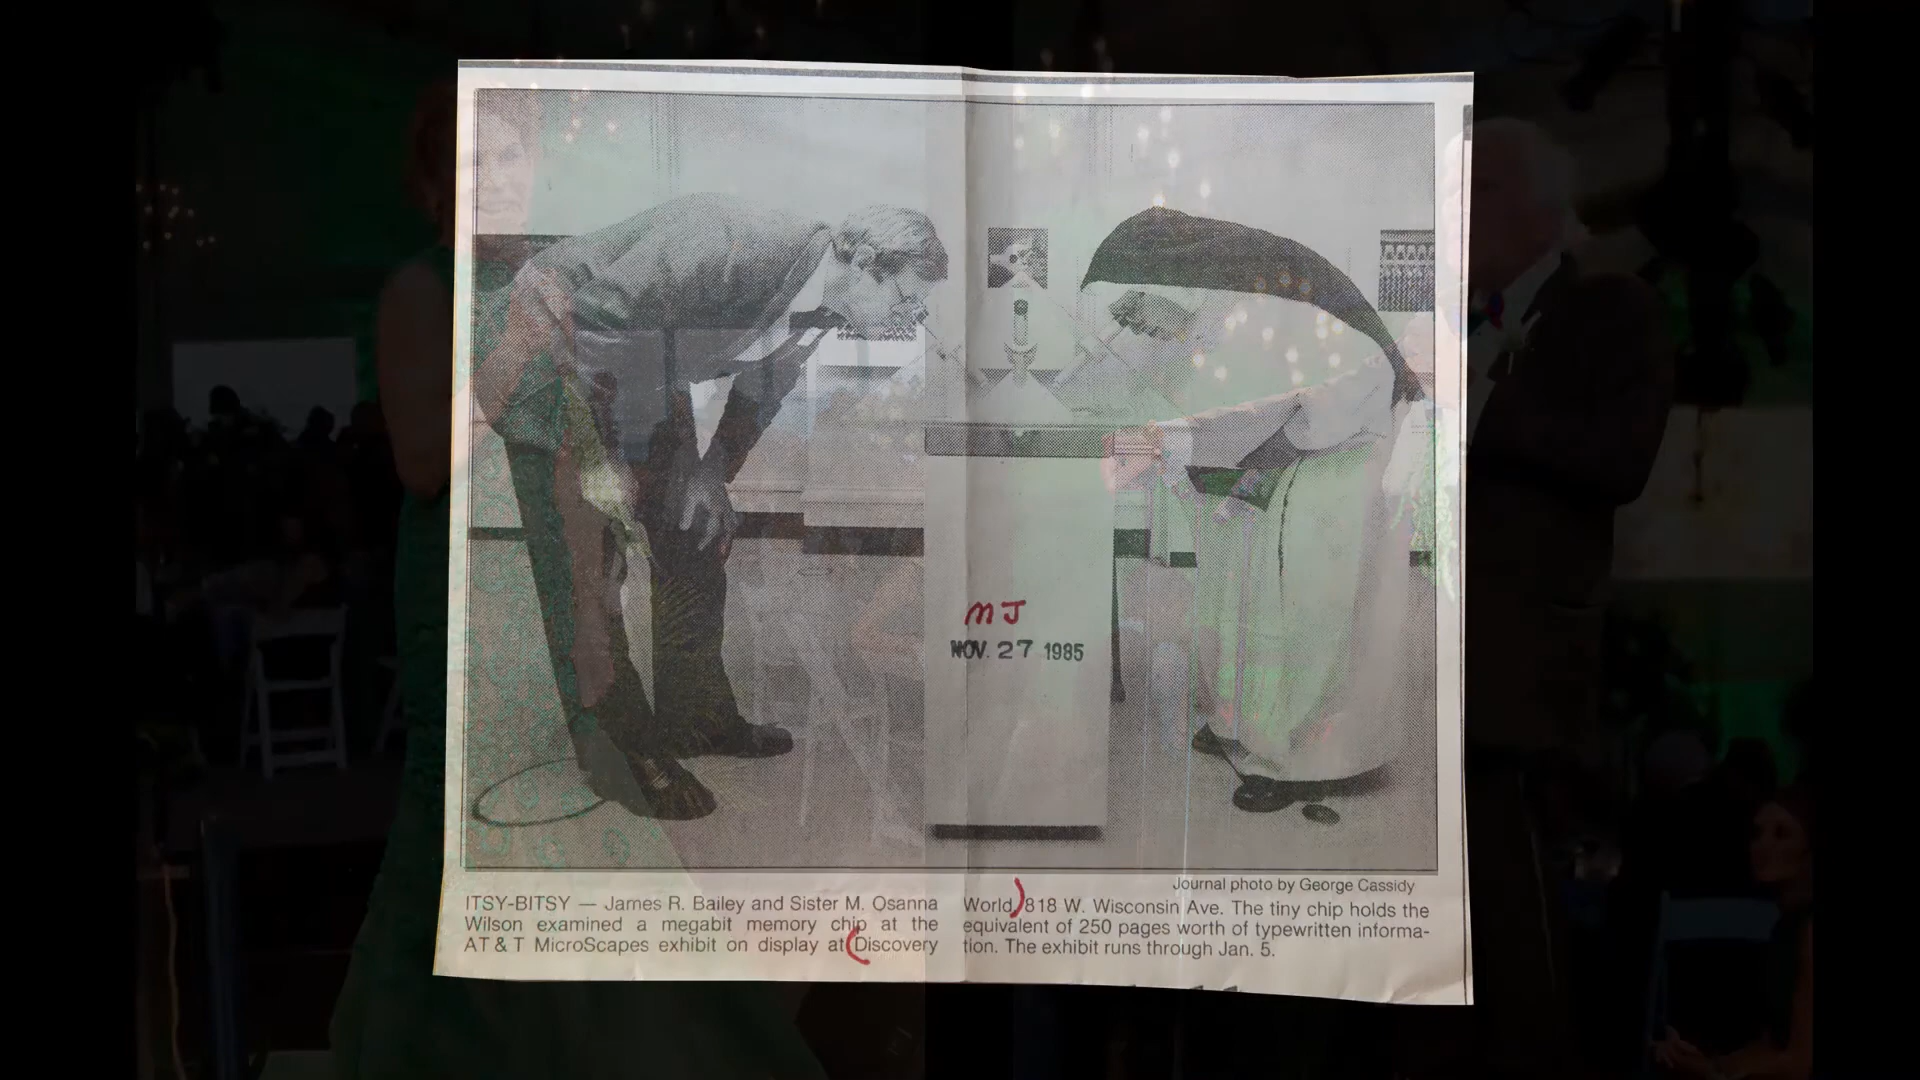 MJ
NOV. 27 1985
Journal photo by George Cassidy
ITSY-BITSY — James R. Bailey and Sister M. Osanna
Wilson examined a megabit memory chip at the
AT & T MicroScapes exhibit on display at (Discovery
World,) 818 W. Wisconsin Ave. The tiny chip holds the
equivalent of 250 pages worth of typewritten informa-
tion. The exhibit runs through Jan. 5.